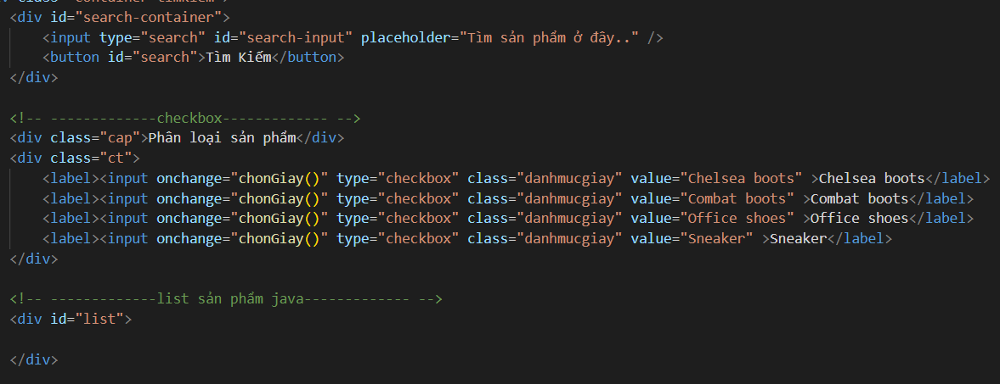 <div id="search-container">
<input type="search" id="search-input" placeholder="Tìm sản phẩm ở đây.." />
<button id="search">Tìm Kiếm</button>
</div>
<!-- -------------checkbox------------- -->
<div class="cap">Phân loại sản phẩm</div>
<div class="ct">
<label><input onchange="chonGiay()" type="checkbox" class="danhmucgiay" value="Chelsea boots" >Chelsea boots</label>
<label><input onchange="chonGiay()" type="checkbox" class="danhmucgiay" value="Combat boots" >Combat boots</label>
<label><input onchange="chonGiay()" type="checkbox" class="danhmucgiay" value="Office shoes" >Office shoes</label>
<label><input onchange="chonGiay()" type="checkbox" class="danhmucgiay" value="Sneaker" >Sneaker</label>
</div>
<!-- -------------list sản phẩm java------------- -->
<div id="list">
</div>